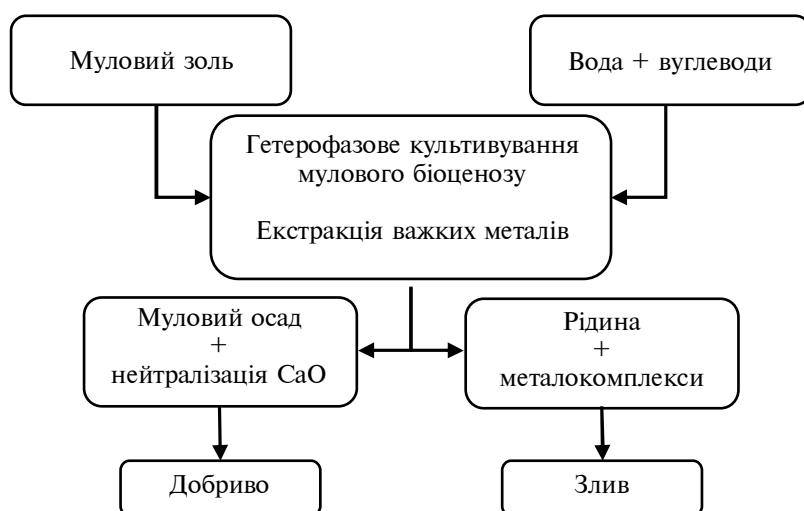 Муловий золь
Вода + вуглеводи
Гетерофазове культивування
мулового біоценозу
Екстракція важких металів
Муловий осад
+
нейтралізація CaO
Рідина
+
металокомплекси
Добриво
Злив